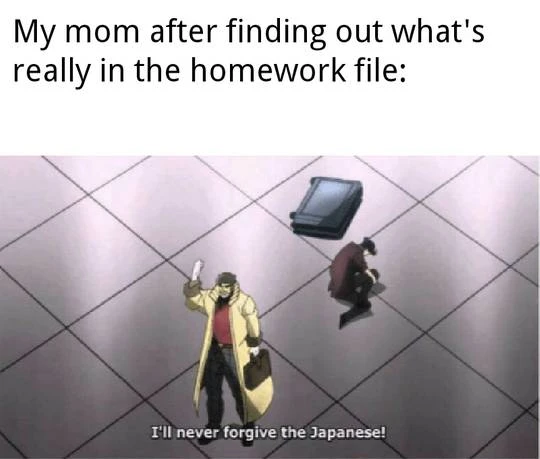 My mom after finding out what's
really in the homework file:
I'll never forgive the Japanese!